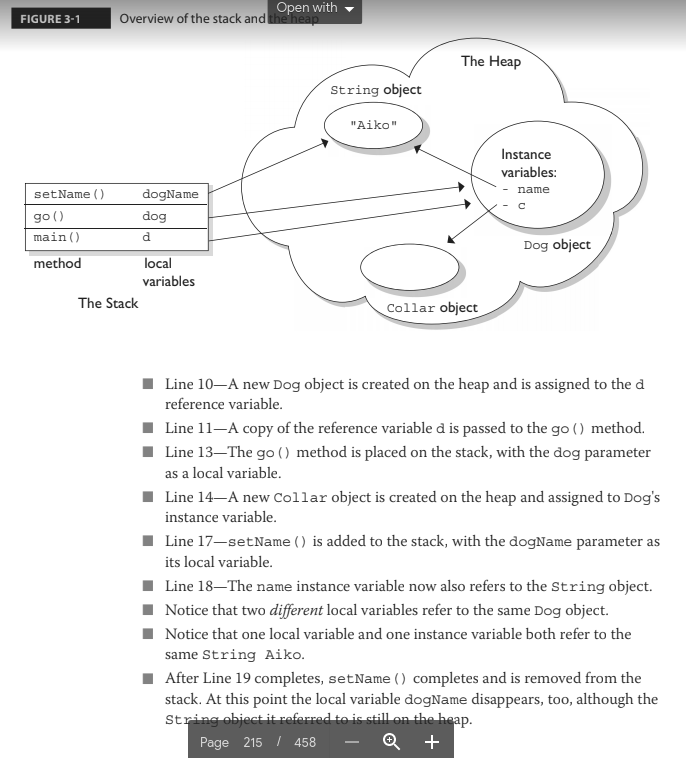 Open with
FIGURE 3-1
Overview of the stack and the heap
The Heap
String object
"Aiko"
Instance
variables:
- name
- c
Dog object
Collar object
setName() dogName
go() dog
main() d
method local
variables
The Stack
■ Line 10—A new Dog object is created on the heap and is assigned to the d
reference variable.
■ Line 11—A copy of the reference variable d is passed to the go() method.
■ Line 13—The go() method is placed on the stack, with the dog parameter
as a local variable.
■ Line 14—A new Collar object is created on the heap and assigned to Dog's
instance variable.
■ Line 17—setName() is added to the stack, with the dogName parameter as
its local variable.
■ Line 18—The name instance variable now also refers to the String object.
■ Notice that two different local variables refer to the same Dog object.
■ Notice that one local variable and one instance variable both refer to the
same String Aiko.
■ After Line 19 completes, setName() completes and is removed from the
stack. At this point the local variable dogName disappears, too, although the
String object it referred to is still on the heap.
Page 215 / 458